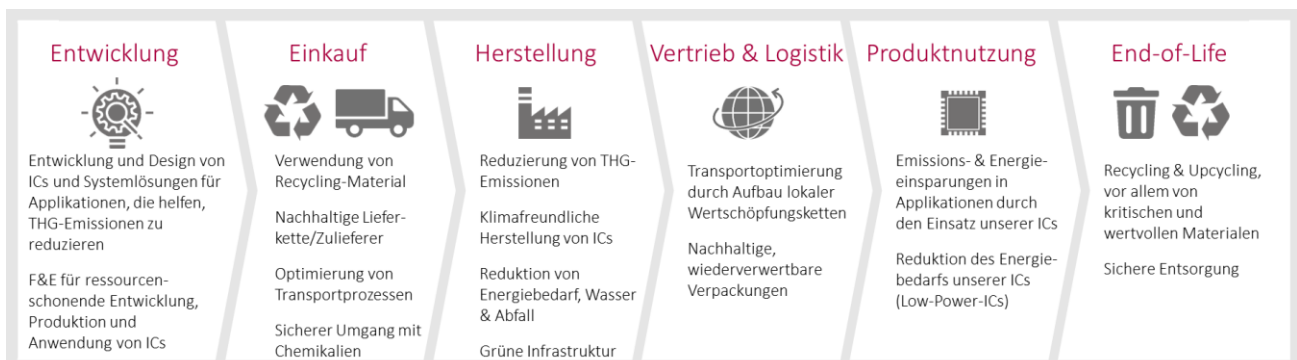 Entwicklung
Entwicklung und Design von
ICs und Systemlösungen für
Applikationen, die helfen,
THG-Emissionen zu
reduzieren
F&E für ressourcen-
schonende Entwicklung,
Produktion und
Anwendung von ICs
Einkauf
Verwendung von
Recycling-Material
Nachhaltige Liefer-
kette/Zulieferer
Optimierung von
Transportprozessen
Sicherer Umgang mit
Chemikalien
Herstellung
Reduzierung von THG-
Emissionen
Klimafreundliche
Herstellung von ICs
Reduktion von
Energiebedarf, Wasser
& Abfall
Grüne Infrastruktur
Vertrieb & Logistik
Transportoptimierung
durch Aufbau lokaler
Wertschöpfungsketten
Nachhaltige,
wiederverwertbare
Verpackungen
Produktnutzung
Emissions- & Energie-
einsparungen in
Applikationen durch
den Einsatz unserer ICs
Reduktion des Energie-
bedarfs unserer ICs
(Low-Power-ICs)
End-of-Life
Recycling & Upcycling,
vor allem von
kritischen und
wertvollen Materialen
Sichere Entsorgung